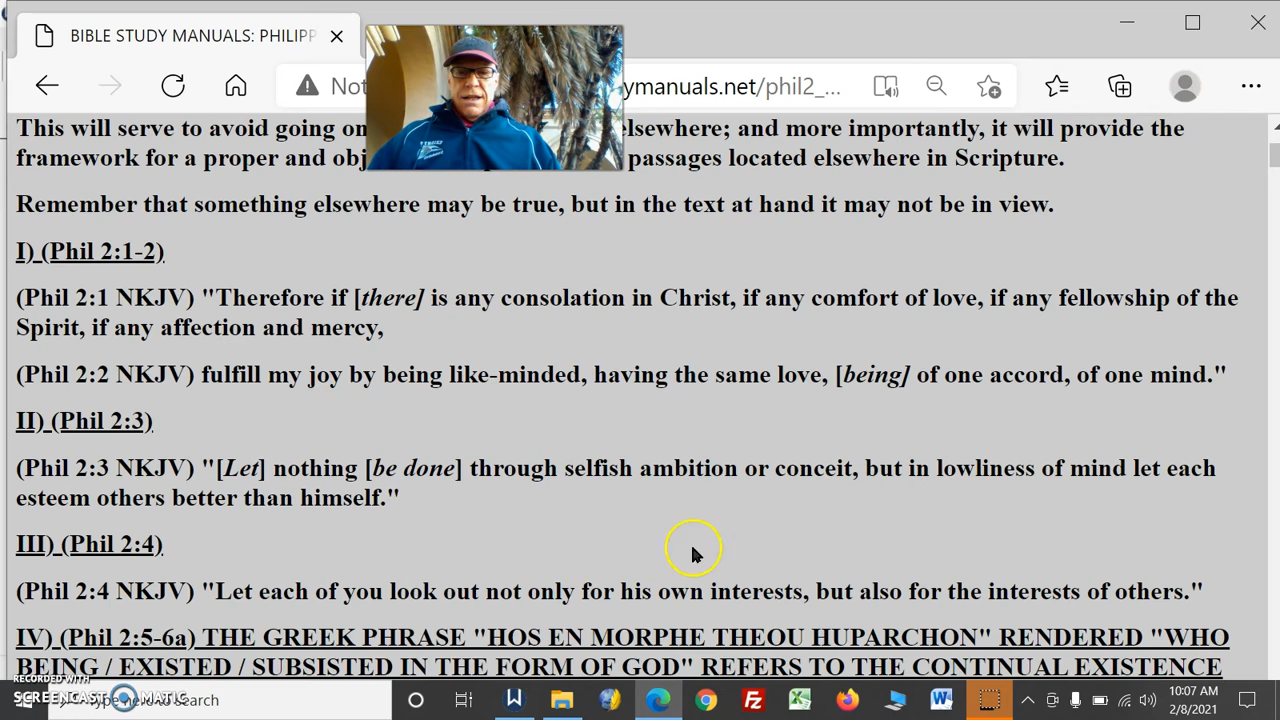 BIBLE STUDY MANUALS: PHILIPP
Not ymanuals.net/phil2_...
This will serve to avoid going on elsewhere; and more importantly, it will provide the
framework for a proper and obj passages located elsewhere in Scripture.
Remember that something elsewhere may be true, but in the text at hand it may not be in view.
I) (Phil 2:1-2)
(Phil 2:1 NKJV) "Therefore if [there] is any consolation in Christ, if any comfort of love, if any fellowship of the
Spirit, if any affection and mercy,
(Phil 2:2 NKJV) fulfill my joy by being like-minded, having the same love, [being] of one accord, of one mind."
II) (Phil 2:3)
(Phil 2:3 NKJV) "[Let] nothing [be done] through selfish ambition or conceit, but in lowliness of mind let each
esteem others better than himself."
III) (Phil 2:4)
(Phil 2:4 NKJV) "Let each of you look out not only for his own interests, but also for the interests of others."
IV) (Phil 2:5-6a) THE GREEK PHRASE "HOS EN MORPHE THEOU HUPARCHON" RENDERED "WHO
BEING / EXISTED / SUBSISTED IN THE FORM OF GOD" REFERS TO THE CONTINUAL EXISTENCE
RECORDED WITH
SCREENCAST MATIC
to search
10:07 AM
2/8/2021